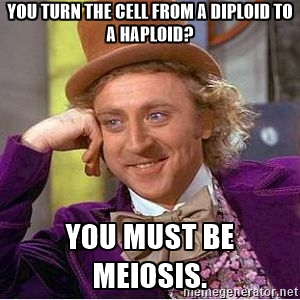 YOU TURN THE CELL FROM A DIPLOID TO
A HAPLOID?
YOU MUST BE
MEIOSIS.
memegenerator.net